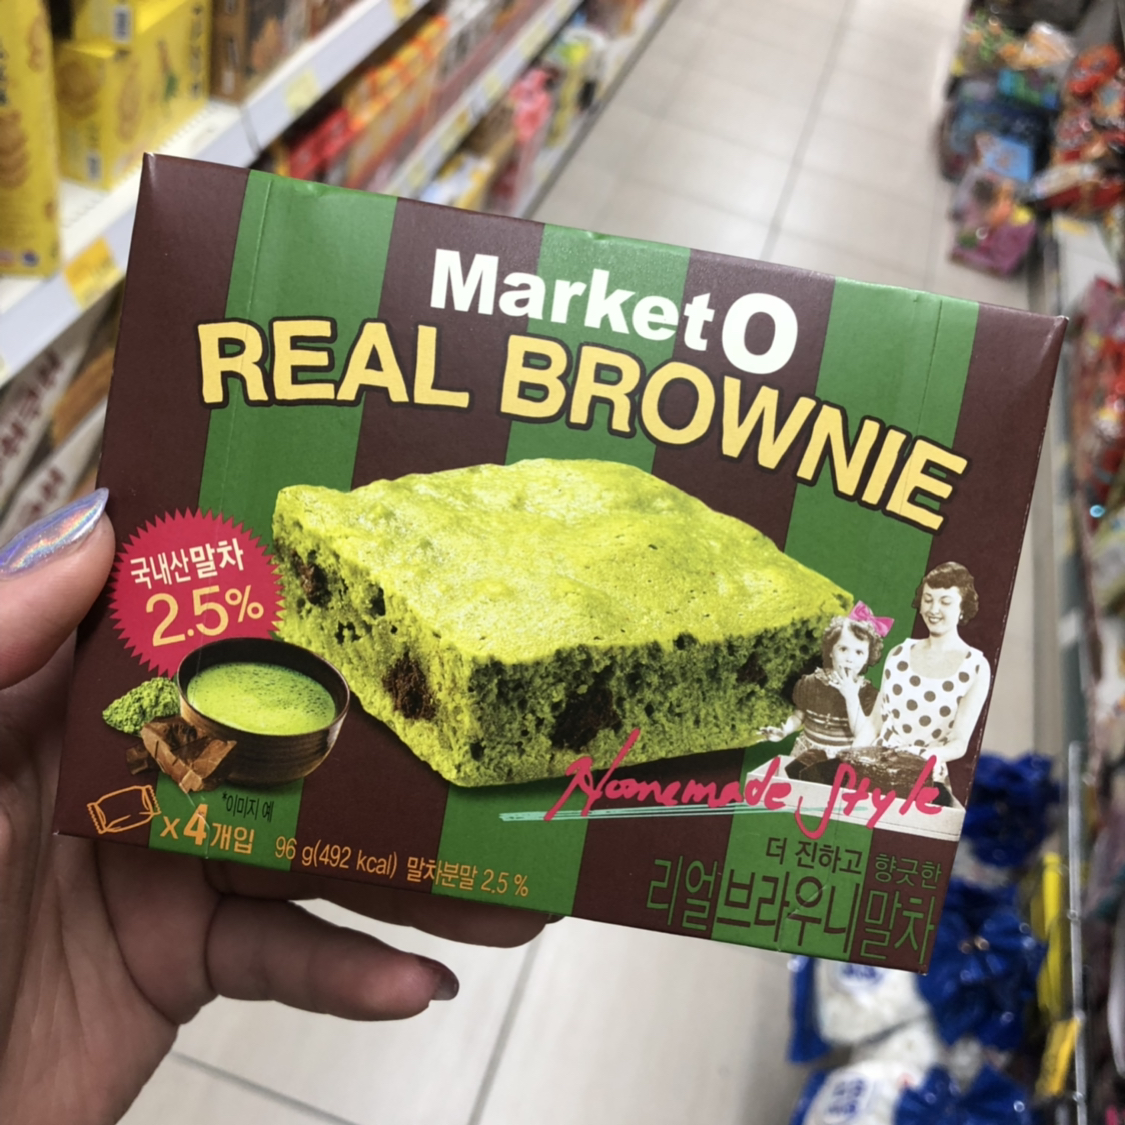 Market O
REAL BROWNIE
국내산말차
2.5%
Homemade Style
*이미지 예
x4개입
96 g(492 kcal) 말차분말 2.5 %
더 진하고 향긋한
리얼브라우니말차